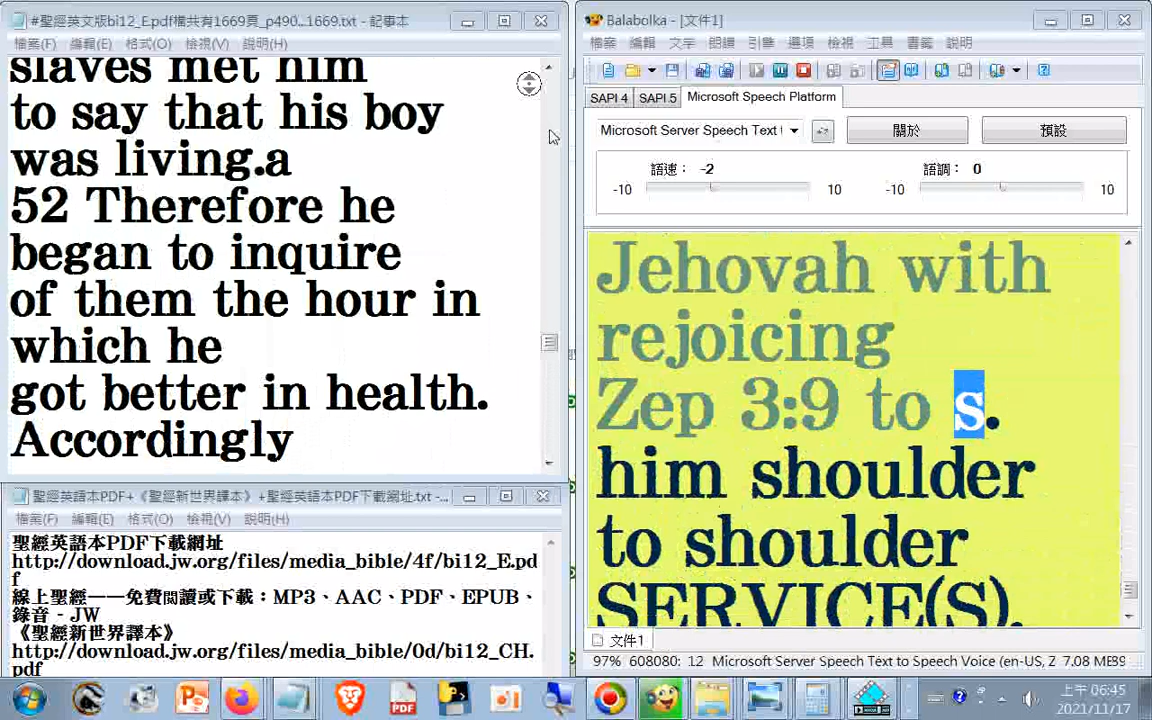 #聖經英文版bi12_E.pdf檔共有1669頁_p490...1669.txt - 記事本
檔案(F) 編輯(E) 格式(O) 檢視(V) 說明(H)
slaves met him
to say that his boy
was living.a
52 Therefore he
began to inquire
of them the hour in
which he
got better in health.
Accordingly
聖經英語本PDF+《聖經新世界譯本》+聖經英語本PDF下載網址.txt -...
檔案(F) 編輯(E) 格式(O) 檢視(V) 說明(H)
聖經英語本PDF下載網址
http://download.jw.org/files/media_bible/4f/bi12_E.pd
f
線上聖經——免費閱讀或下載：MP3、AAC、PDF、EPUB、
錄音 - JW
《聖經新世界譯本》
http://download.jw.org/files/media_bible/0d/bi12_CH.
pdf
Balabolka - [文件1]
檔案 編輯 文字 朗讀 引擎 選項 檢視 工具 書籤 說明
SAPI 4 SAPI 5 Microsoft Speech Platform
Microsoft Server Speech Text 關於 預設
語速： -2 語調： 0
-10 10 -10 10
Jehovah with
rejoicing
Zep 3:9 to s.
him shoulder
to shoulder
SERVICE(S).
文件1
97% 608080: 12 Microsoft Server Speech Text to Speech Voice (en-US, Z 7.08 ME
上午 06:45
2021/11/17